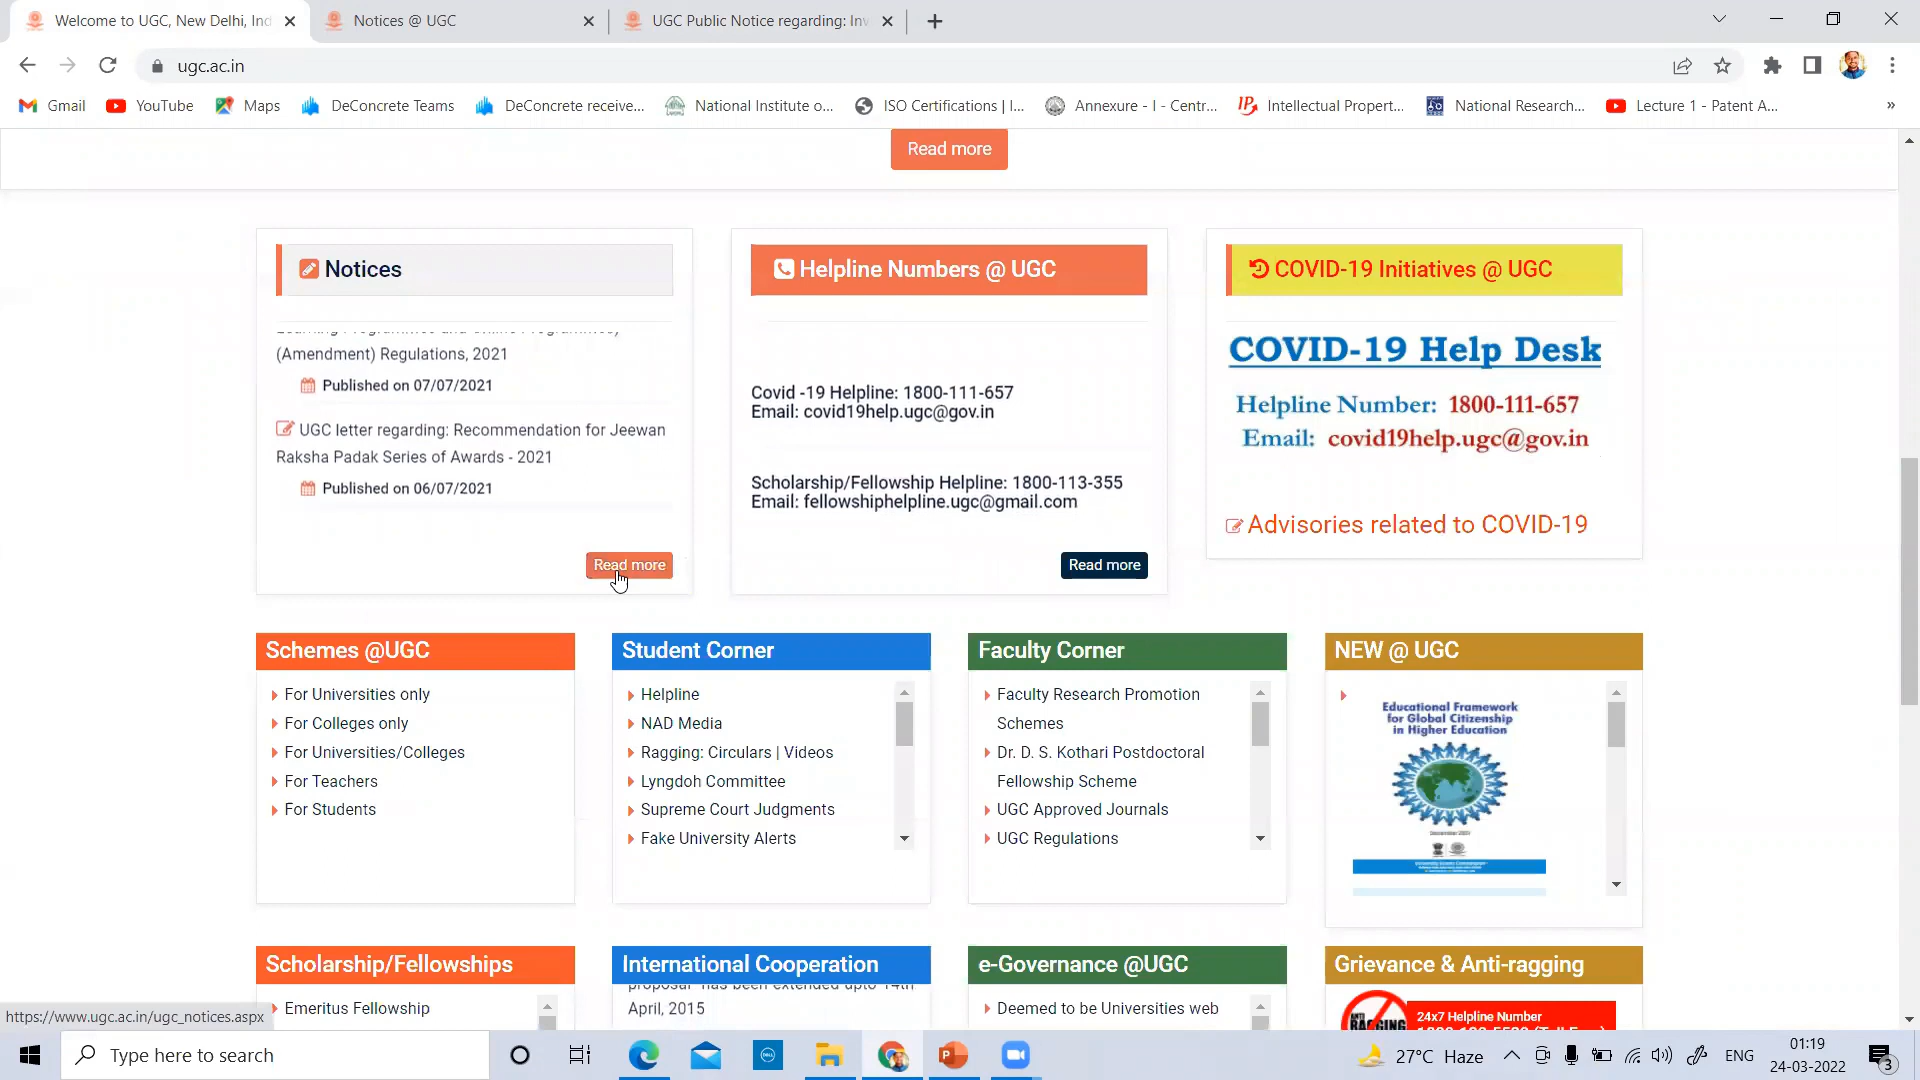 Welcome to UGC, New Delhi, Ind
Notices @ UGC
UGC Public Notice regarding: Inv
ugc.ac.in
Gmail
YouTube
Maps
DeConcrete Teams
DeConcrete receive...
National Institute o...
ISO Certifications | I...
Annexure - I - Centr...
Intellectual Propert...
National Research...
Lecture 1 - Patent A...
»
Read more
Notices
(Amendment) Regulations, 2021
Published on 07/07/2021
UGC letter regarding: Recommendation for Jeewan
Raksha Padak Series of Awards - 2021
Published on 06/07/2021
Read more
Helpline Numbers @ UGC
Covid -19 Helpline: 1800-111-657
Email: covid19help.ugc@gov.in
Scholarship/Fellowship Helpline: 1800-113-355
Email: fellowshiphelpline.ugc@gmail.com
Read more
COVID-19 Initiatives @ UGC
COVID-19 Help Desk
Helpline Number: 1800-111-657
Email: covid19help.ugc@gov.in
Advisories related to COVID-19
Schemes @UGC
For Universities only
For Colleges only
For Universities/Colleges
For Teachers
For Students
Student Corner
Helpline
NAD Media
Ragging: Circulars | Videos
Lyngdoh Committee
Supreme Court Judgments
Fake University Alerts
Faculty Corner
Faculty Research Promotion
Schemes
Dr. D. S. Kothari Postdoctoral
Fellowship Scheme
UGC Approved Journals
UGC Regulations
NEW @ UGC
Educational Framework
for Global Citizenship
in Higher Education
Scholarship/Fellowships
Emeritus Fellowship
International Cooperation
proposal has been extended upto 14th
April, 2015
e-Governance @UGC
Deemed to be Universities web
Grievance & Anti-ragging
24x7 Helpline Number
https://www.ugc.ac.in/ugc_notices.aspx
Type here to search
27°C Haze
ENG
01:19
24-03-2022
3